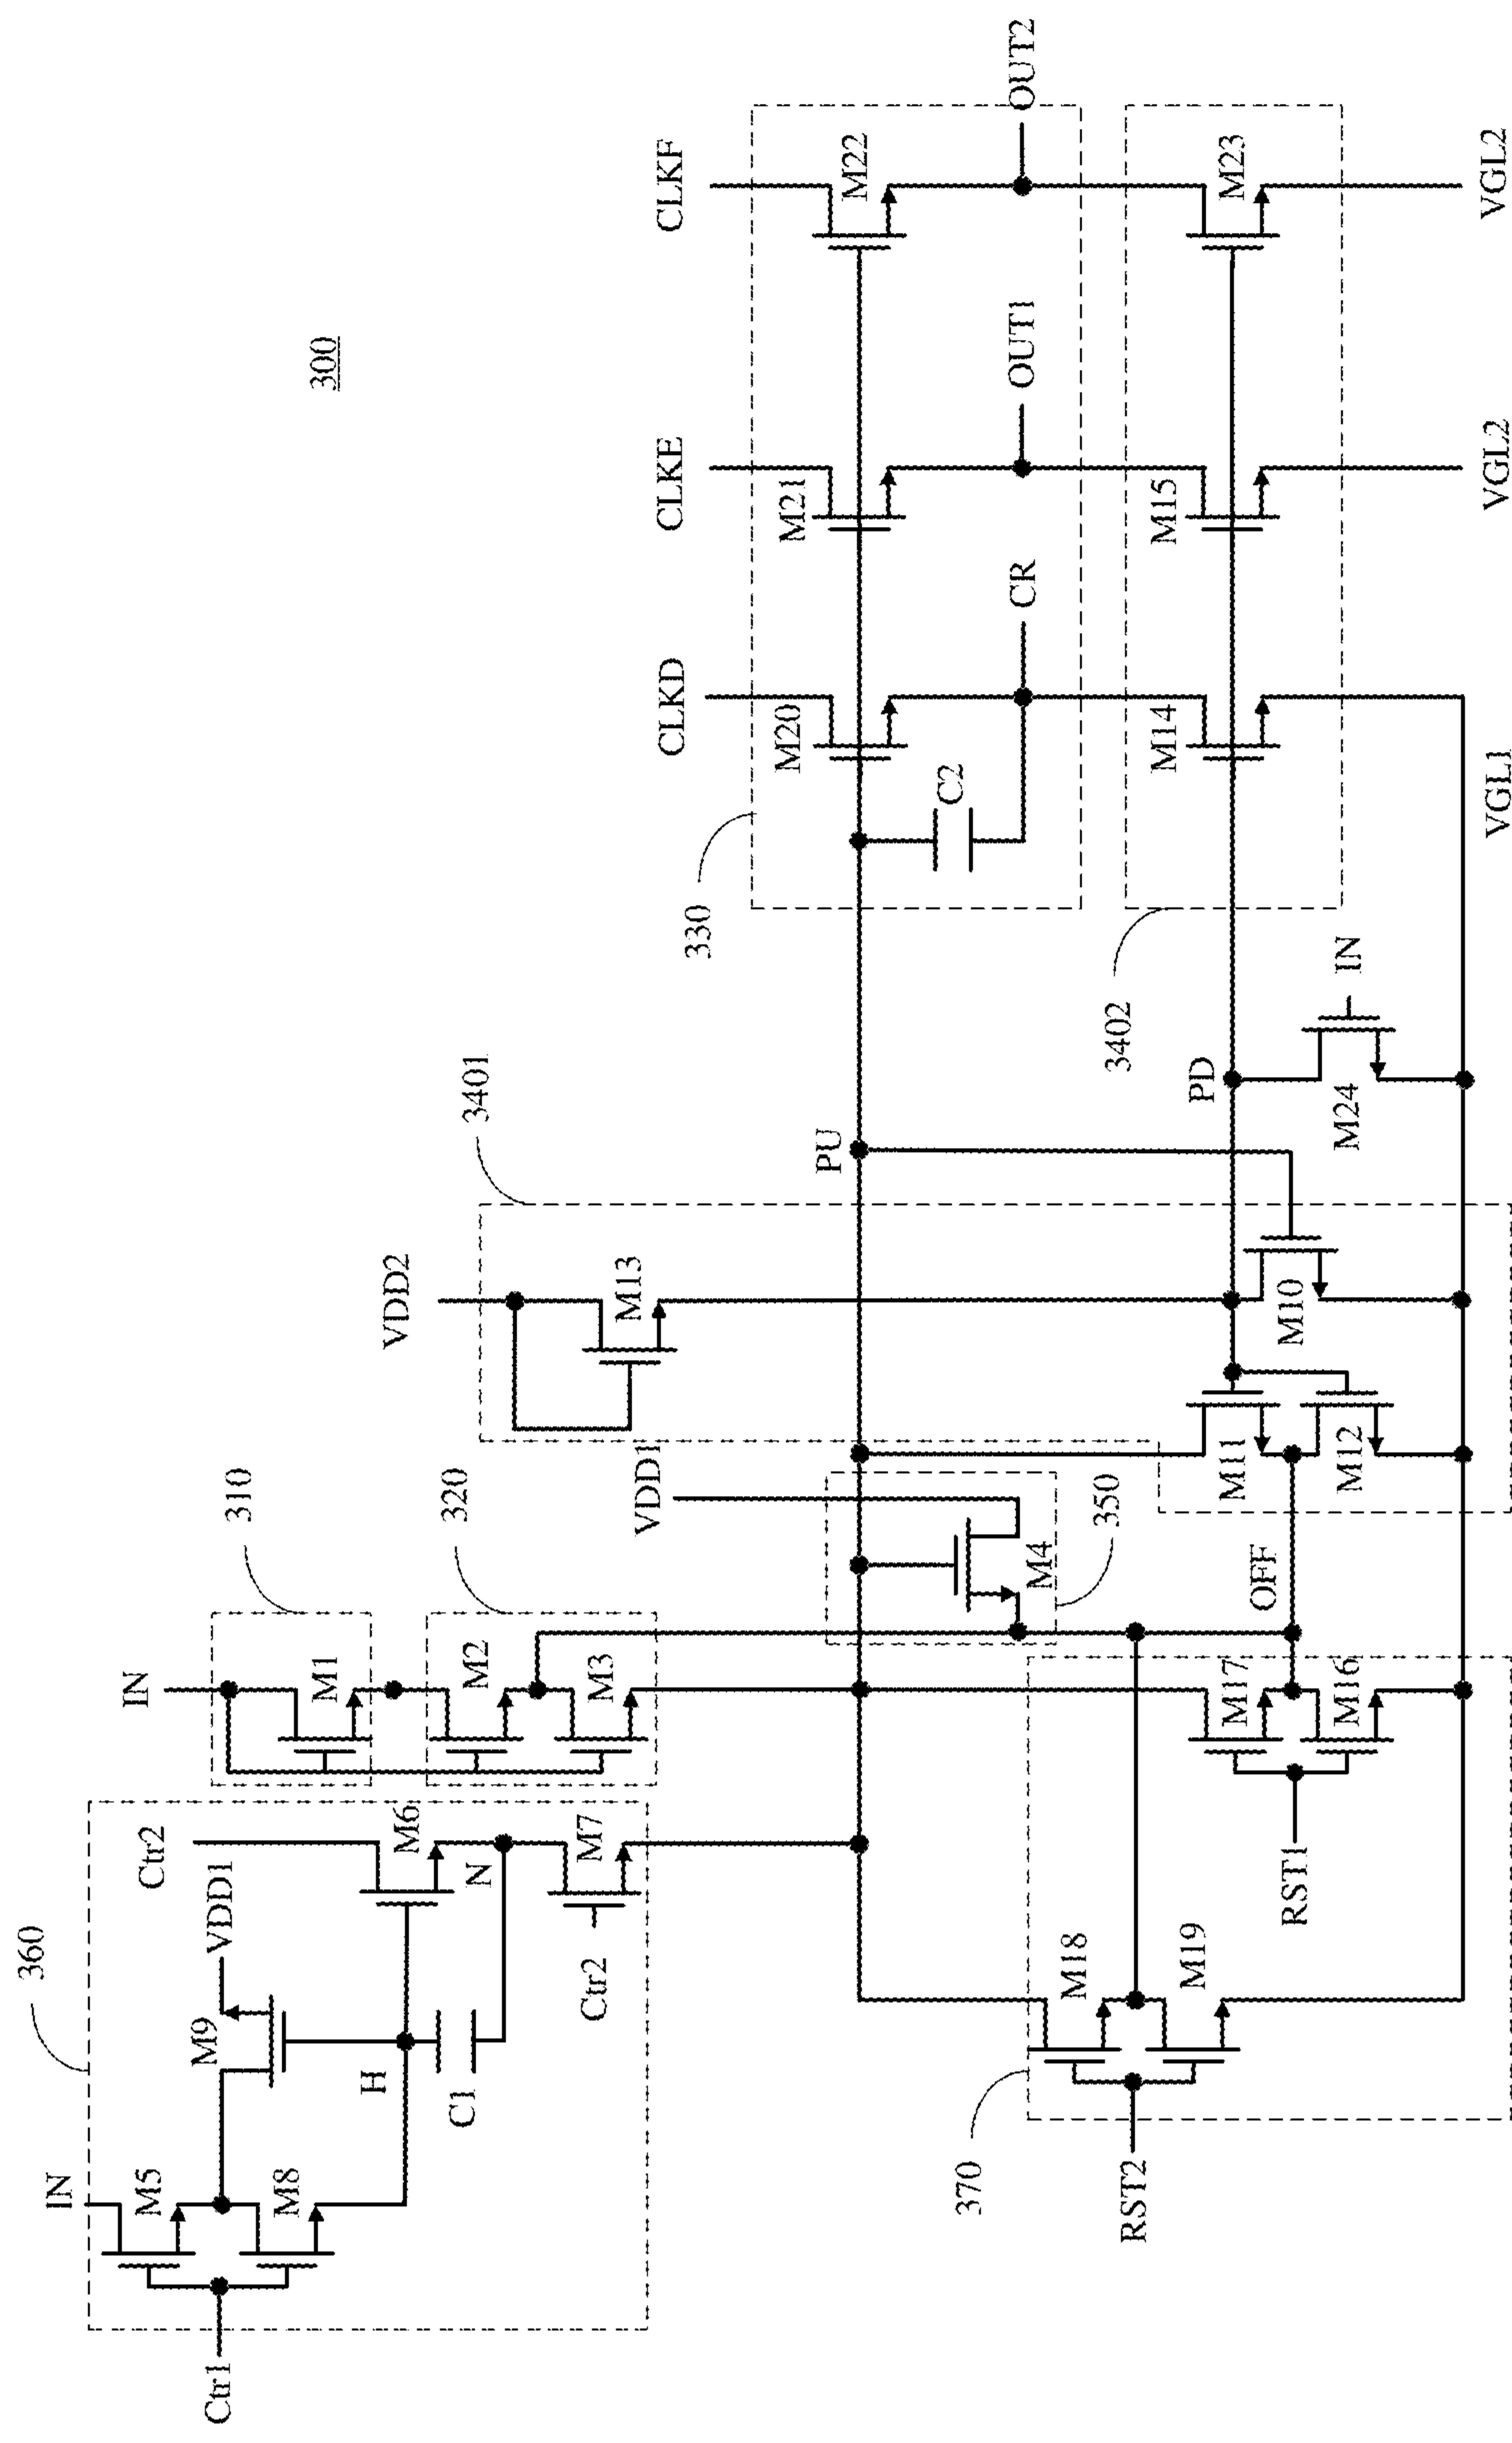 300
360
IN
Ctr1
M5
M8
M9
VDD1
Ctr2
H
C1
M6
N
M7
Ctr2
IN
310
M1
320
M2
M3
VDD1
M4
350
OFF
VDD2
3401
M13
PU
PD
M11
M12
M10
M24
IN
370
RST2
M18
M19
RST1
M17
M16
330
CLKD
CLKE
CLKF
M20
M21
M22
C2
CR
OUT1
OUT2
3402
M14
M15
M23
VGL1
VGL2
VGL2